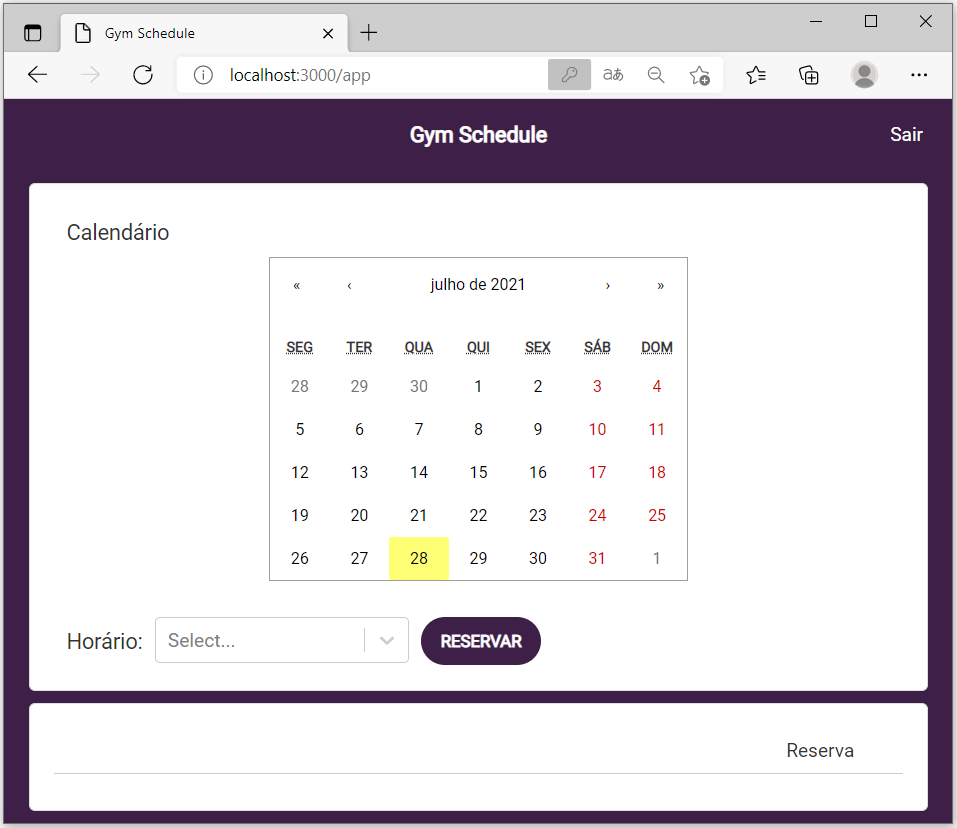 Gym Schedule
localhost:3000/app
aあ
Gym Schedule
Sair
Calendário
« ‹ julho de 2021 › »
SEG TER QUA QUI SEX SÁB DOM
28 29 30 1 2 3 4
5 6 7 8 9 10 11
12 13 14 15 16 17 18
19 20 21 22 23 24 25
26 27 28 29 30 31 1
Horário: Select... RESERVAR
Reserva